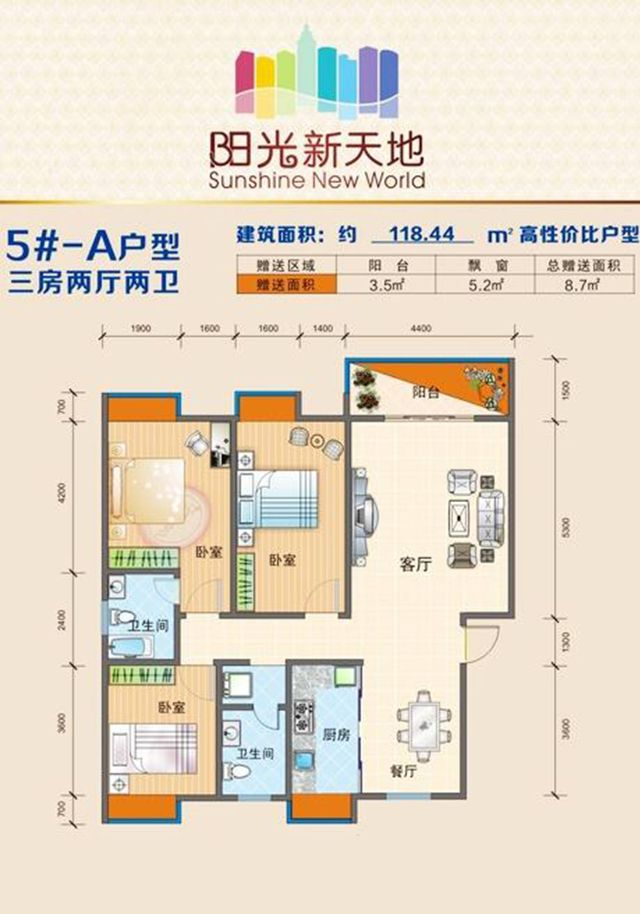 阳光新天地
Sunshine New World
5#-A户型
三房两厅两卫
建筑面积：约 118.44 m² 高性价比户型
赠送区域 阳台 飘窗 总赠送面积
赠送面积 3.5㎡ 5.2㎡ 8.7㎡
1900 1600 1600 1400 4400
700
4200
2400
3600
700
1500
5300
1300
3600
阳台
卧室
卧室
客厅
卫生间
卧室
卫生间
厨房
餐厅